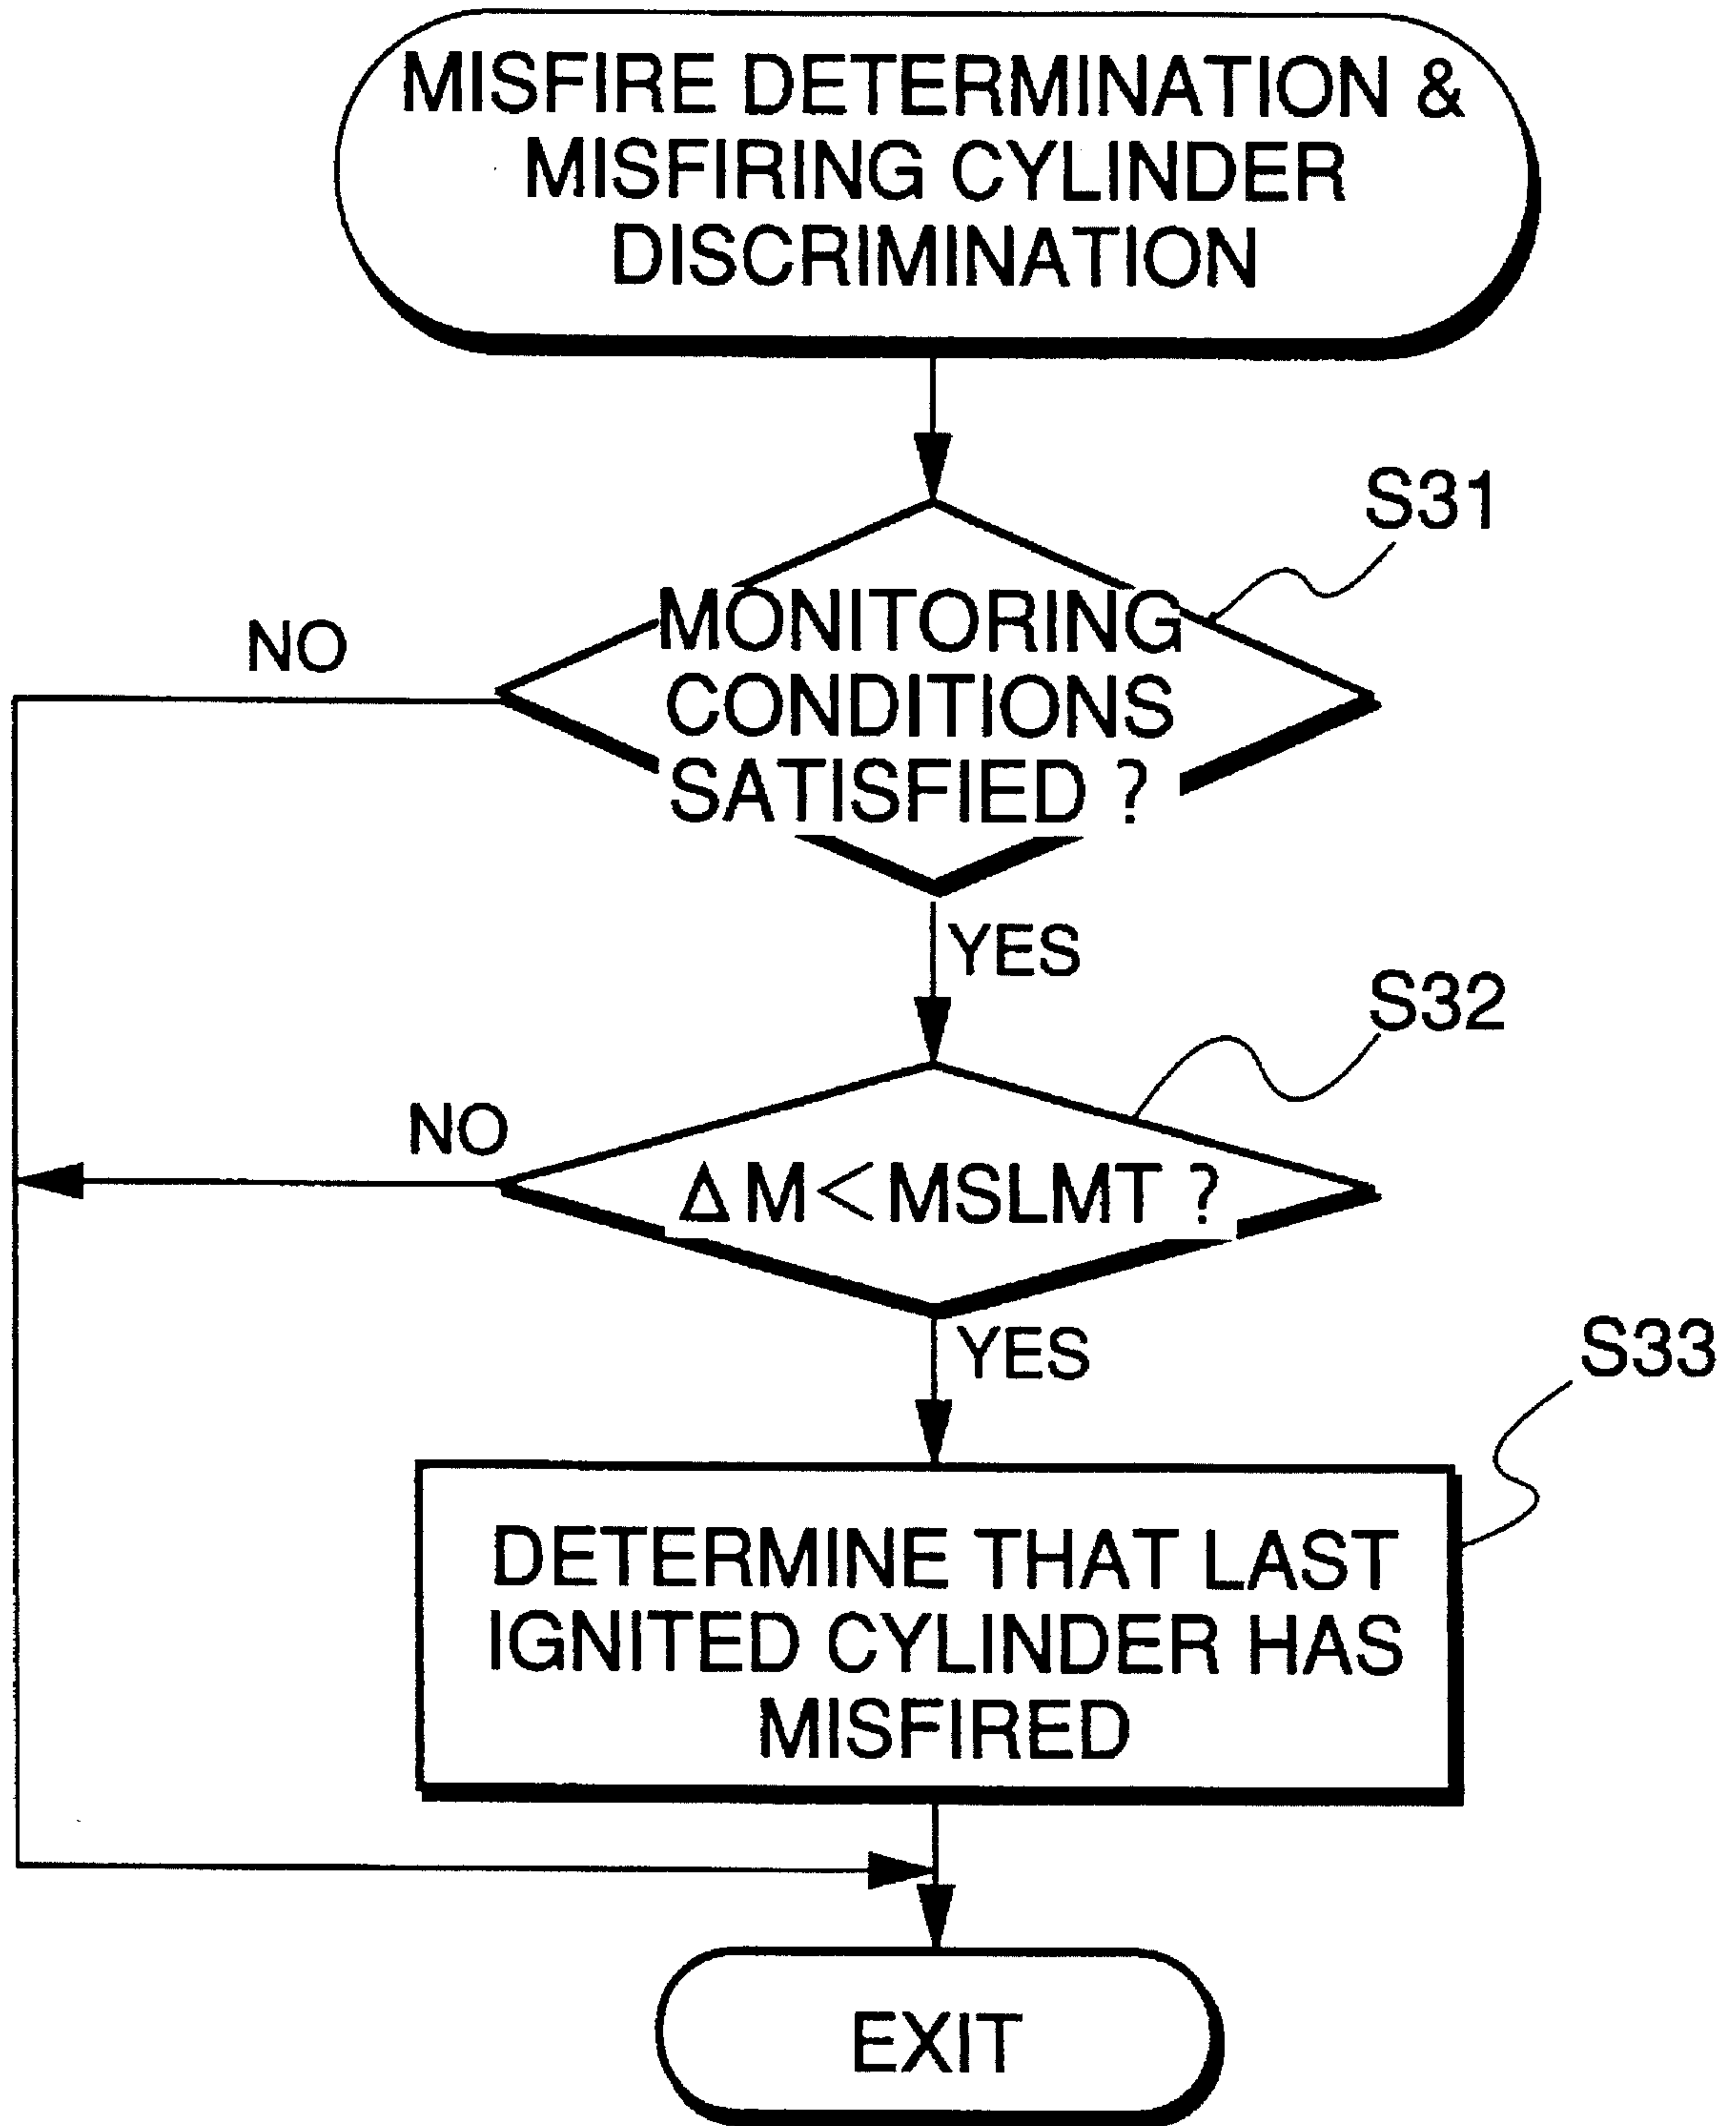 MISFIRE DETERMINATION &
MISFIRING CYLINDER
DISCRIMINATION
S31
MONITORING
CONDITIONS
SATISFIED ?
NO
YES
S32
ΔM<MSLMT ?
NO
YES
S33
DETERMINE THAT LAST
IGNITED CYLINDER HAS
MISFIRED
EXIT